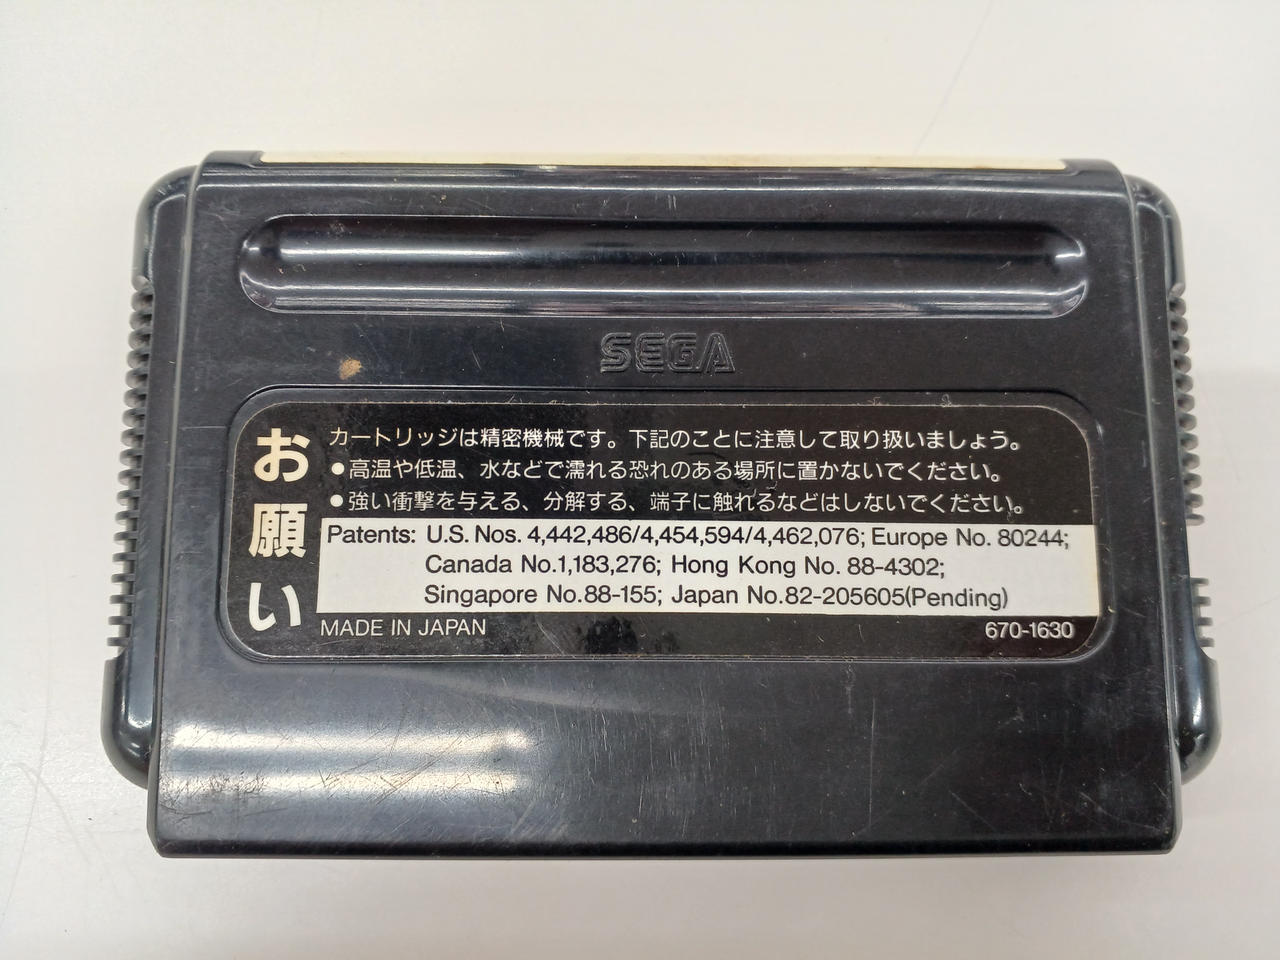 SEGA
お願い
カートリッジは精密機械です。下記のことに注意して取り扱いましょう。
●高温や低温、水などで濡れる恐れのある場所に置かないでください。
●強い衝撃を与える、分解する、端子に触れるなどはしないでください。
Patents: U.S. Nos. 4,442,486/4,454,594/4,462,076; Europe No. 80244;
Canada No.1,183,276; Hong Kong No. 88-4302;
Singapore No.88-155; Japan No.82-205605(Pending)
MADE IN JAPAN
670-1630